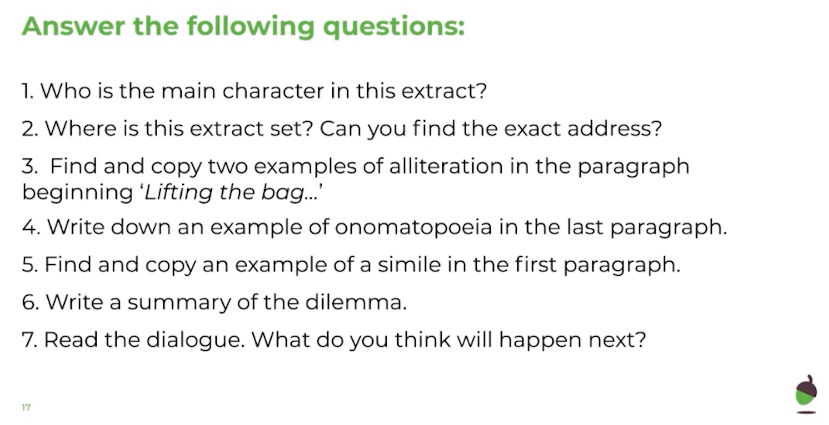 Answer the following questions:
1. Who is the main character in this extract?
2. Where is this extract set? Can you find the exact address?
3.  Find and copy two examples of alliteration in the paragraph
beginning ‘Lifting the bag...’
4. Write down an example of onomatopoeia in the last paragraph.
5. Find and copy an example of a simile in the first paragraph.
6. Write a summary of the dilemma.
7. Read the dialogue. What do you think will happen next?
17